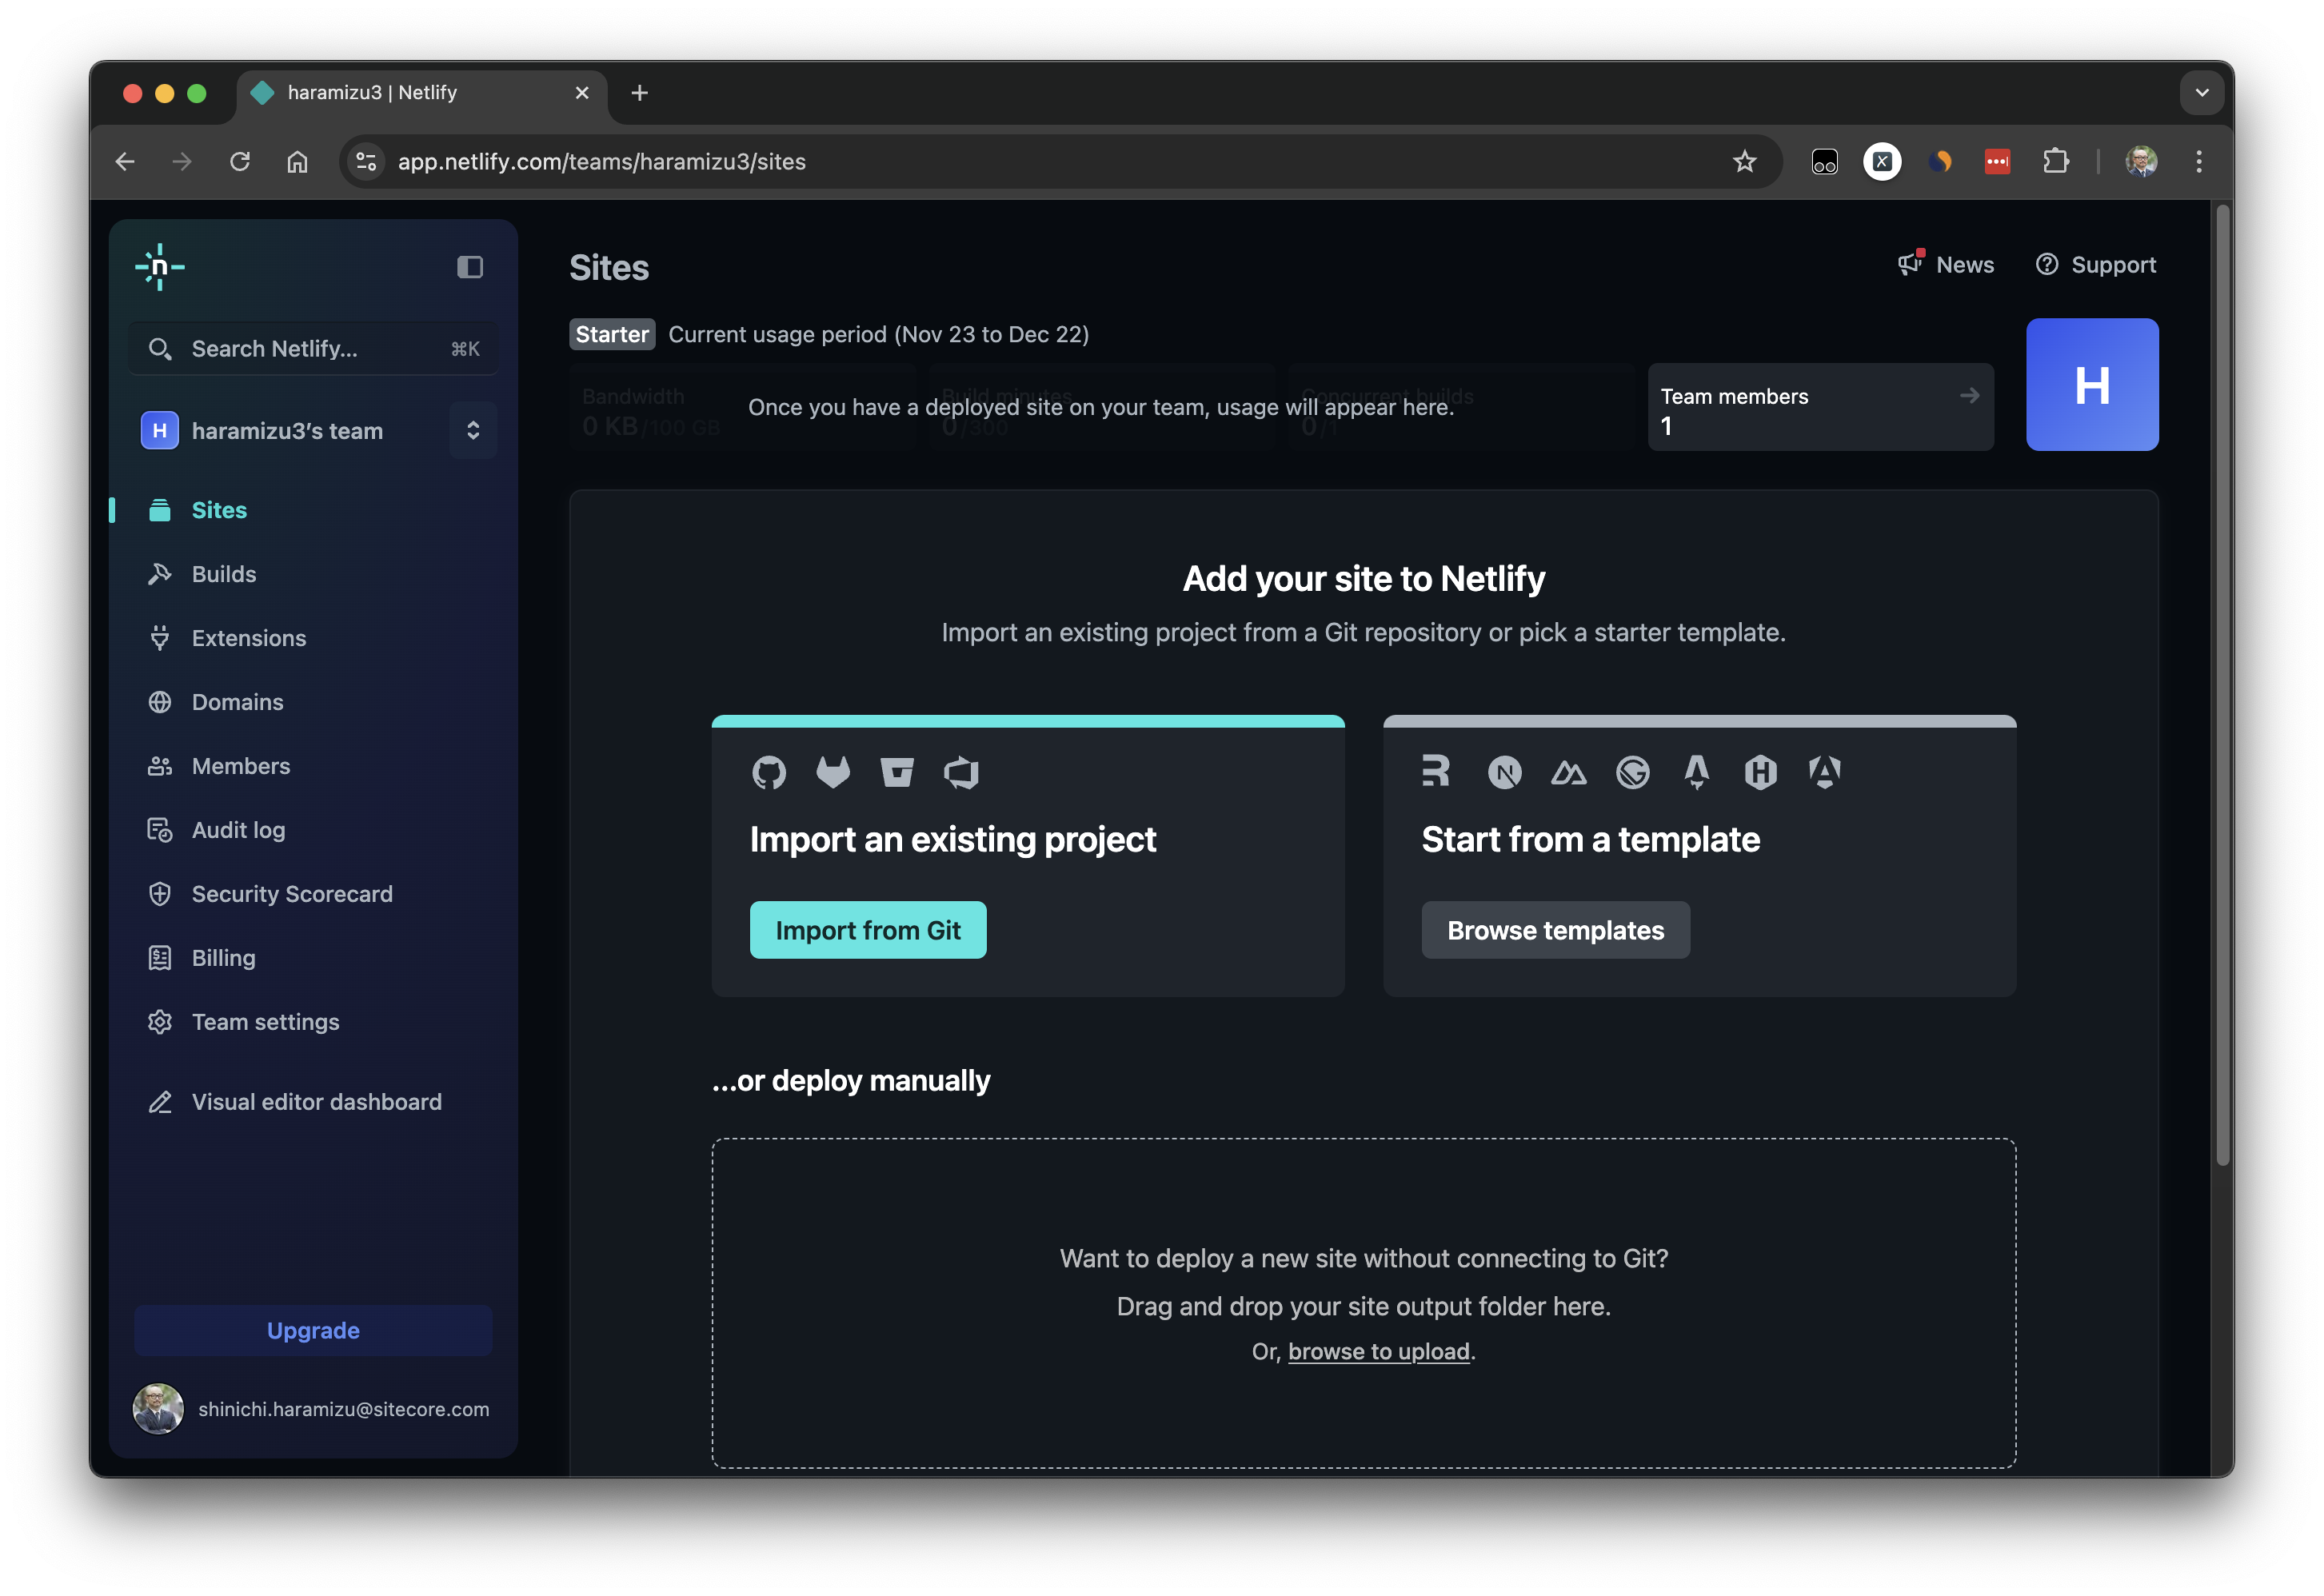 haramizu3 | Netlify
app.netlify.com/teams/haramizu3/sites
n
Search Netlify... ⌘K
H haramizu3's team
Sites
Builds
Extensions
Domains
Members
Audit log
Security Scorecard
Billing
Team settings
Visual editor dashboard
Upgrade
shinichi.haramizu@sitecore.com
Sites
News
Support
Starter Current usage period (Nov 23 to Dec 22)
Bandwidth
0 KB/100 GB
Build minutes
0/300
Concurrent builds
0/1
Once you have a deployed site on your team, usage will appear here.
Team members
1
H
Add your site to Netlify
Import an existing project from a Git repository or pick a starter template.
Import an existing project
Import from Git
Start from a template
Browse templates
...or deploy manually
Want to deploy a new site without connecting to Git?
Drag and drop your site output folder here.
Or, browse to upload.